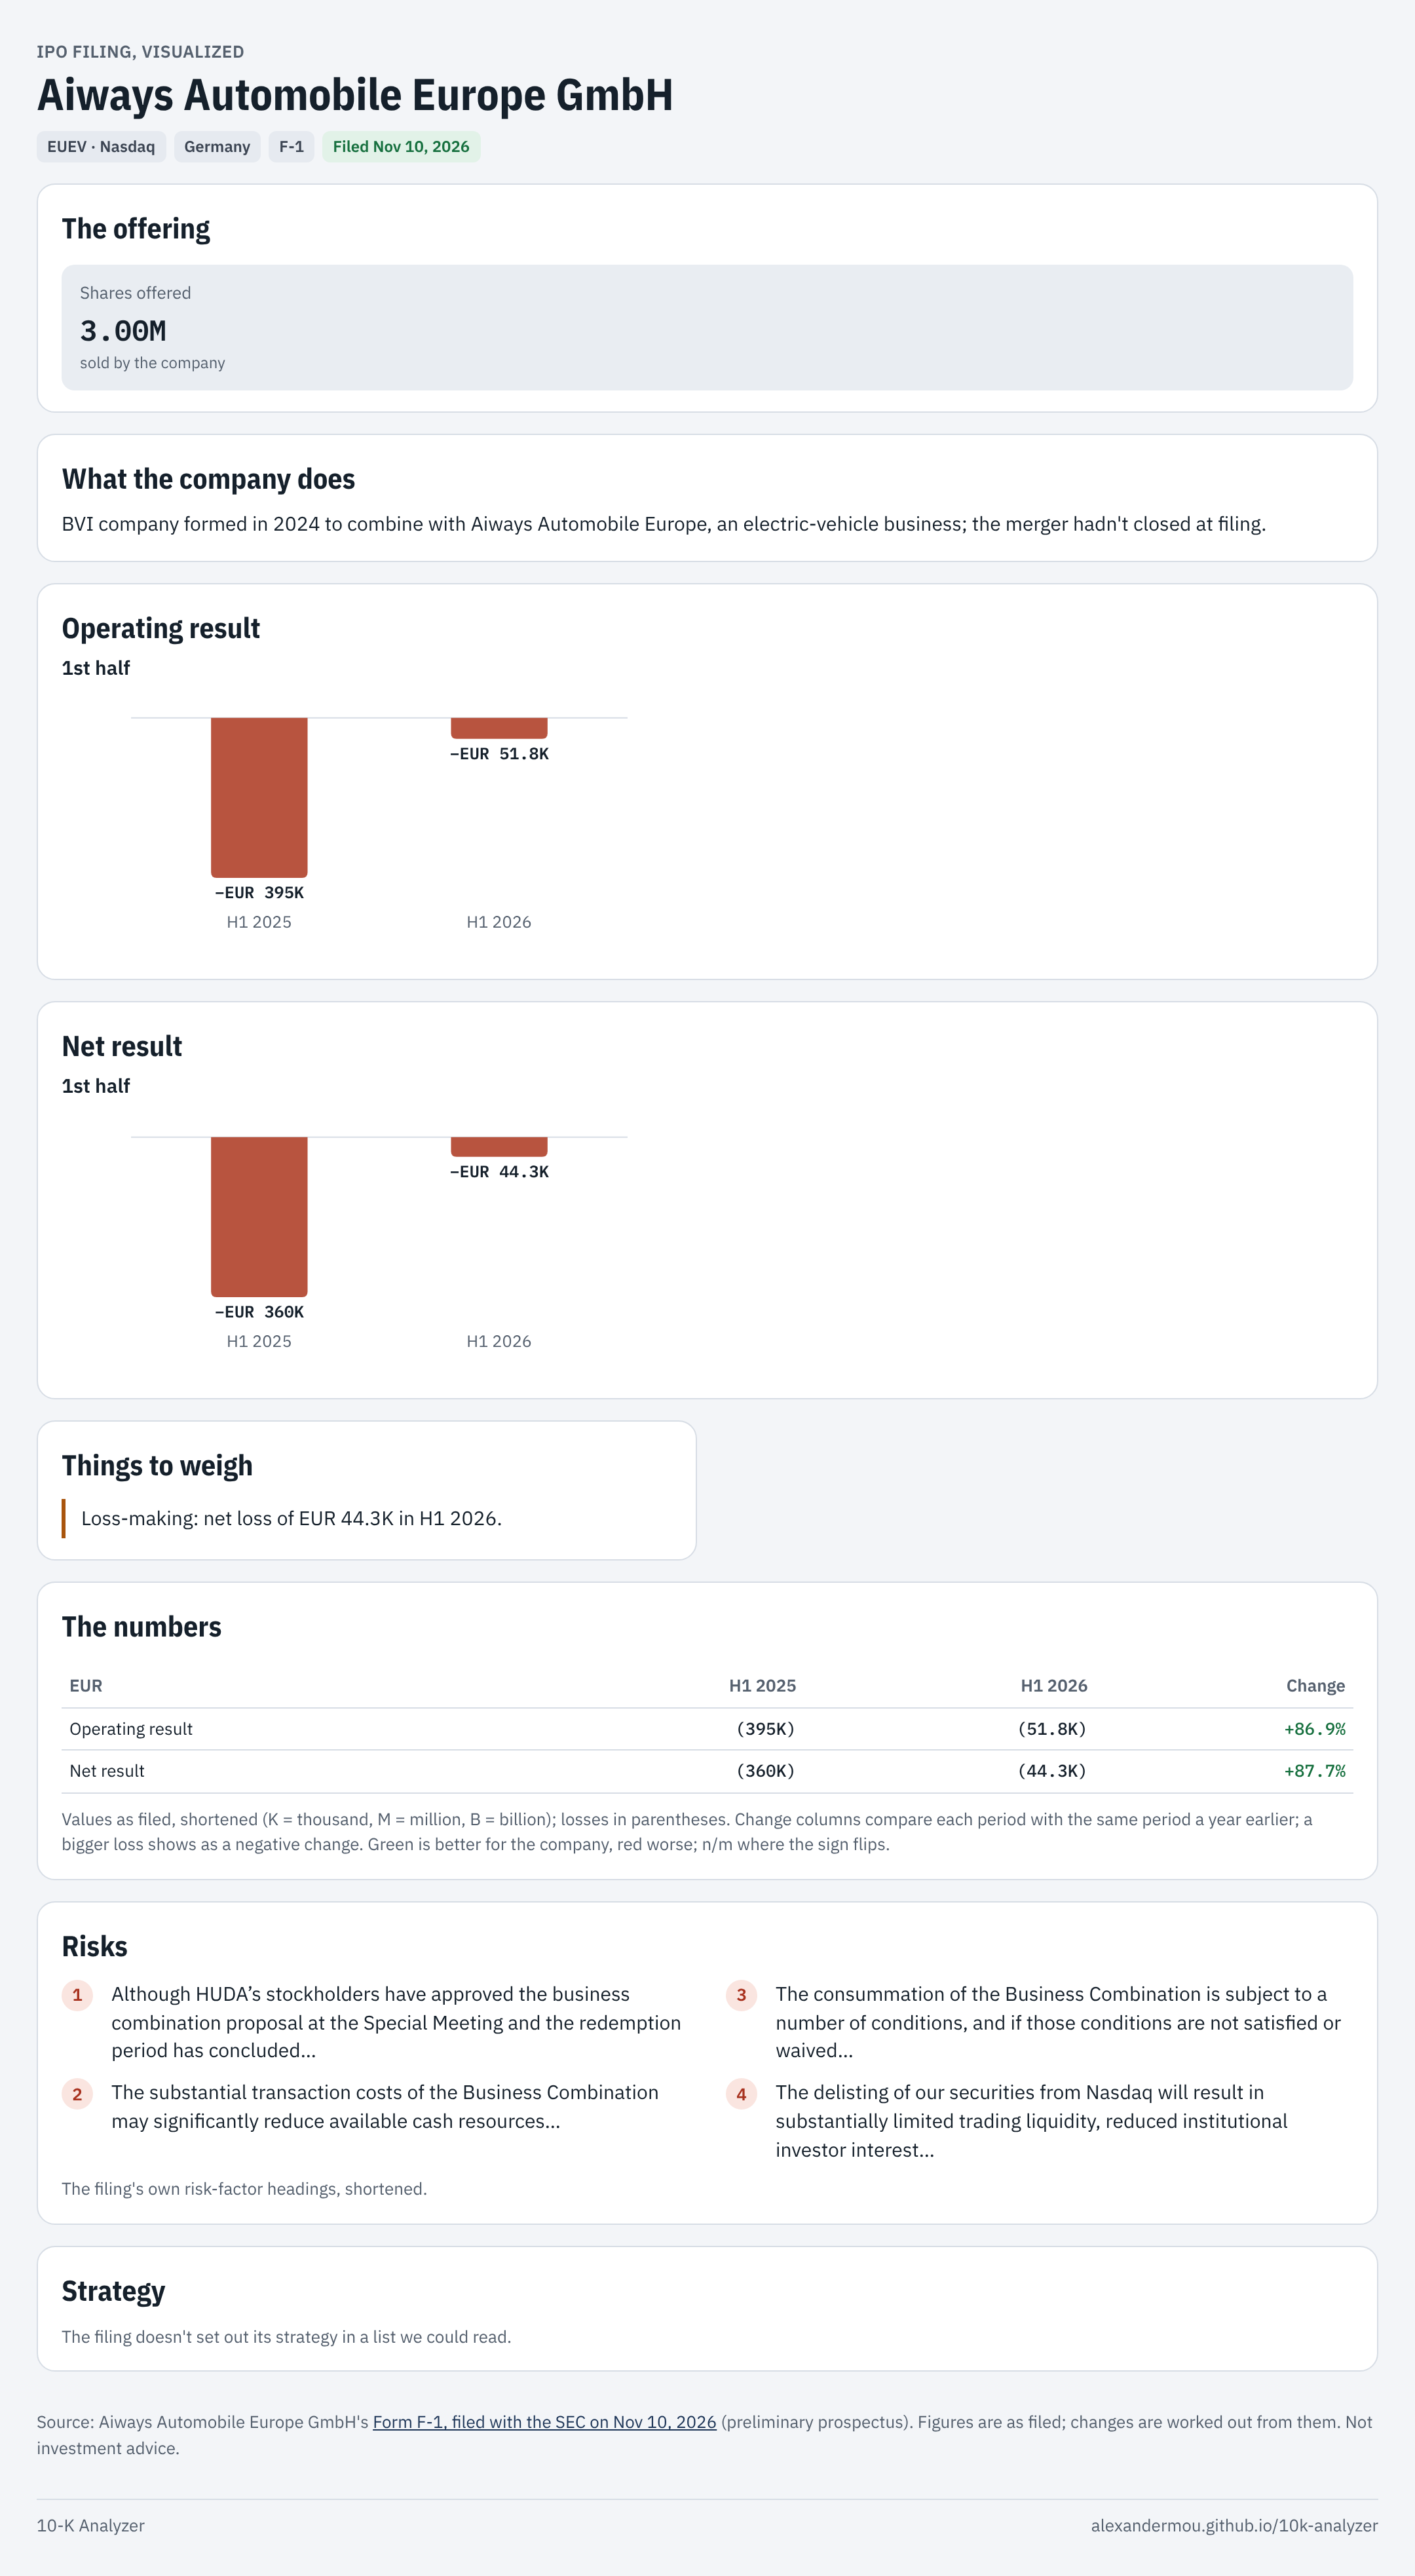 IPO FILING, VISUALIZED
Aiways Automobile Europe GmbH
EUEV · Nasdaq
Germany
F-1
Filed Nov 10, 2026
The offering
Shares offered
3.00M
sold by the company
What the company does
BVI company formed in 2024 to combine with Aiways Automobile Europe, an electric-vehicle business; the merger hadn't closed at filing.
Operating result
1st half
−EUR 51.8K
−EUR 395K
H1 2025
H1 2026
Net result
1st half
−EUR 44.3K
−EUR 360K
H1 2025
H1 2026
Things to weigh
Loss-making: net loss of EUR 44.3K in H1 2026.
The numbers
EUR H1 2025 H1 2026 Change
Operating result (395K) (51.8K) +86.9%
Net result (360K) (44.3K) +87.7%
Values as filed, shortened (K = thousand, M = million, B = billion); losses in parentheses. Change columns compare each period with the same period a year earlier; a
bigger loss shows as a negative change. Green is better for the company, red worse; n/m where the sign flips.
Risks
1 Although HUDA’s stockholders have approved the business
combination proposal at the Special Meeting and the redemption
period has concluded…
2 The substantial transaction costs of the Business Combination
may significantly reduce available cash resources…
3 The consummation of the Business Combination is subject to a
number of conditions, and if those conditions are not satisfied or
waived…
4 The delisting of our securities from Nasdaq will result in
substantially limited trading liquidity, reduced institutional
investor interest…
The filing's own risk-factor headings, shortened.
Strategy
The filing doesn't set out its strategy in a list we could read.
Source: Aiways Automobile Europe GmbH's Form F-1, filed with the SEC on Nov 10, 2026 (preliminary prospectus). Figures are as filed; changes are worked out from them. Not
investment advice.
10-K Analyzer
alexandermou.github.io/10k-analyzer